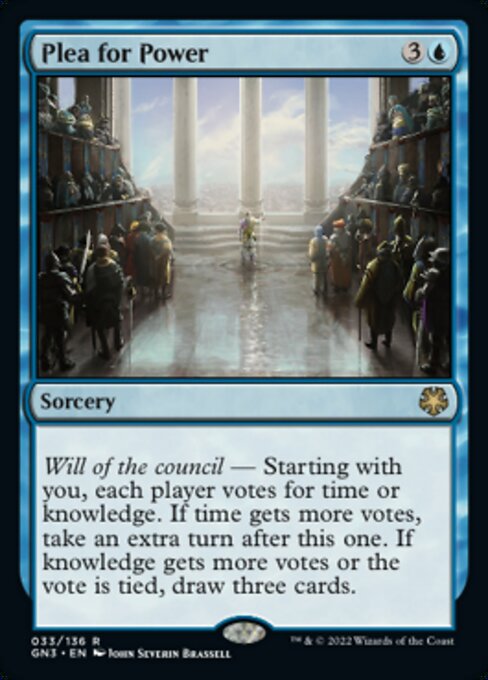 Plea for Power 3
Sorcery
Will of the council — Starting with
you, each player votes for time or
knowledge. If time gets more votes,
take an extra turn after this one. If
knowledge gets more votes or the
vote is tied, draw three cards.
033/136 R
™ & © 2022 Wizards of the Coast
GN3 • EN John Severin Brassell